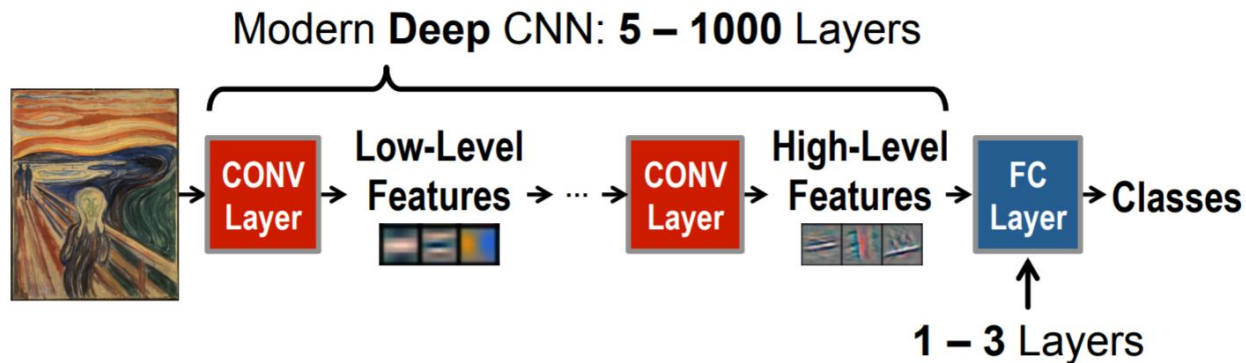 Modern Deep CNN: 5 – 1000 Layers
CONV
Layer
Low-Level
Features
...
CONV
Layer
High-Level
Features
FC
Layer
Classes
1 – 3 Layers